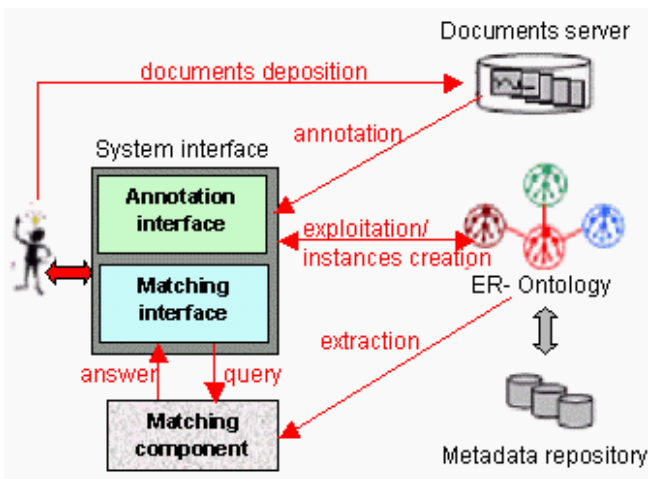 Documents server
documents deposition
annotation
System interface
Annotation
interface
exploitation/
instances creation
Matching
interface
ER- Ontology
extraction
answer
query
Matching
component
Metadata repository